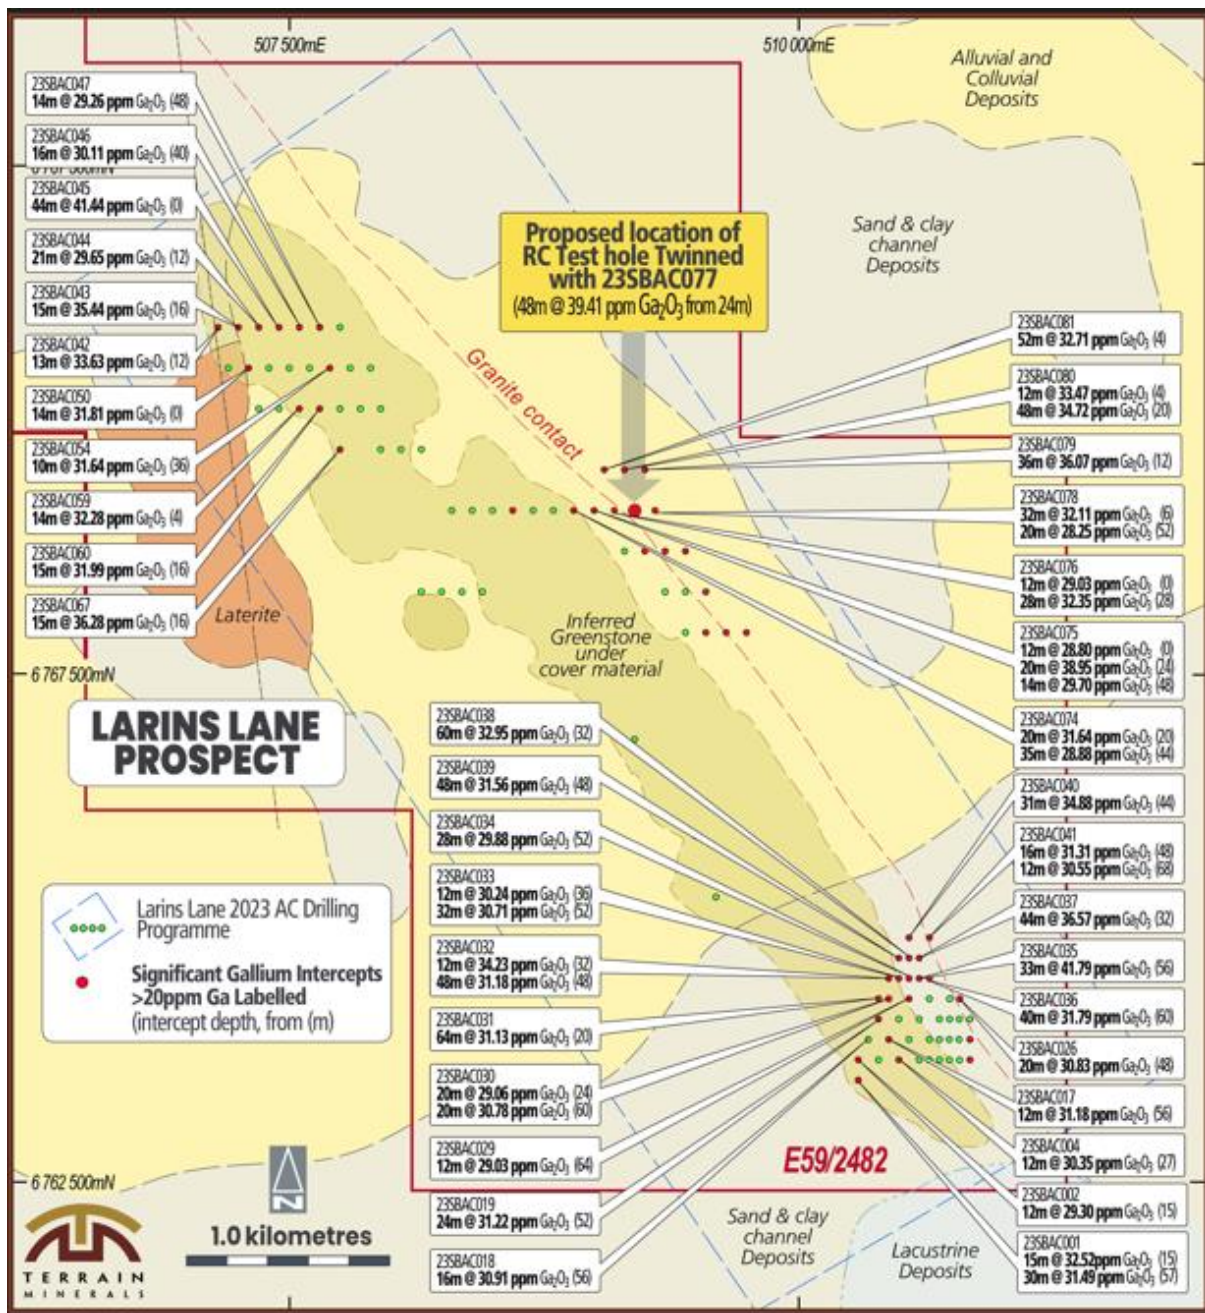 507 500mE
510 000mE
Alluvial and
Colluvial
Deposits
23SBAC047
14m @ 29.26 ppm Ga₂O₃ (48)
23SBAC046
16m @ 30.11 ppm Ga₂O₃ (40)
23SBAC045
44m @ 41.44 ppm Ga₂O₃ (0)
23SBAC044
21m @ 29.65 ppm Ga₂O₃ (12)
23SBAC043
15m @ 35.44 ppm Ga₂O₃ (16)
23SBAC042
13m @ 33.63 ppm Ga₂O₃ (12)
23SBAC050
14m @ 31.81 ppm Ga₂O₃ (0)
23SBAC054
10m @ 31.64 ppm Ga₂O₃ (36)
23SBAC059
14m @ 32.28 ppm Ga₂O₃ (4)
23SBAC060
15m @ 31.99 ppm Ga₂O₃ (16)
23SBAC067
15m @ 36.28 ppm Ga₂O₃ (16)
Sand & clay
channel
Deposits
Proposed location of
RC Test hole Twinned
with 23SBAC077
(48m @ 39.41 ppm Ga₂O₃ from 24m)
Granite contact
23SBAC081
52m @ 32.71 ppm Ga₂O₃ (4)
23SBAC080
12m @ 33.47 ppm Ga₂O₃ (4)
48m @ 34.72 ppm Ga₂O₃ (20)
23SBAC079
36m @ 36.07 ppm Ga₂O₃ (12)
23SBAC078
32m @ 32.11 ppm Ga₂O₃ (6)
20m @ 28.25 ppm Ga₂O₃ (52)
23SBAC076
12m @ 29.03 ppm Ga₂O₃ (0)
28m @ 32.35 ppm Ga₂O₃ (28)
23SBAC075
12m @ 28.80 ppm Ga₂O₃ (0)
20m @ 38.95 ppm Ga₂O₃ (24)
14m @ 29.70 ppm Ga₂O₃ (48)
23SBAC074
20m @ 31.64 ppm Ga₂O₃ (20)
35m @ 28.88 ppm Ga₂O₃ (44)
23SBAC040
31m @ 34.88 ppm Ga₂O₃ (44)
23SBAC041
16m @ 31.31 ppm Ga₂O₃ (48)
12m @ 30.55 ppm Ga₂O₃ (68)
23SBAC037
44m @ 36.57 ppm Ga₂O₃ (32)
23SBAC035
33m @ 41.79 ppm Ga₂O₃ (56)
23SBAC036
40m @ 31.79 ppm Ga₂O₃ (60)
23SBAC026
20m @ 30.83 ppm Ga₂O₃ (48)
23SBAC017
12m @ 31.18 ppm Ga₂O₃ (56)
23SBAC004
12m @ 30.35 ppm Ga₂O₃ (27)
23SBAC002
12m @ 29.30 ppm Ga₂O₃ (15)
23SBAC001
15m @ 32.52ppm Ga₂O₃ (15)
30m @ 31.49 ppm Ga₂O₃ (57)
Laterite
Inferred
Greenstone
under
cover material
6 767 500mN
LARINS LANE
PROSPECT
23SBAC038
60m @ 32.95 ppm Ga₂O₃ (32)
23SBAC039
48m @ 31.56 ppm Ga₂O₃ (48)
23SBAC034
28m @ 29.88 ppm Ga₂O₃ (52)
23SBAC033
12m @ 30.24 ppm Ga₂O₃ (36)
32m @ 30.71 ppm Ga₂O₃ (52)
23SBAC032
12m @ 34.23 ppm Ga₂O₃ (32)
48m @ 31.18 ppm Ga₂O₃ (48)
23SBAC031
64m @ 31.13 ppm Ga₂O₃ (20)
23SBAC030
20m @ 29.06 ppm Ga₂O₃ (24)
20m @ 30.78 ppm Ga₂O₃ (60)
23SBAC029
12m @ 29.03 ppm Ga₂O₃ (64)
23SBAC019
24m @ 31.22 ppm Ga₂O₃ (52)
23SBAC018
16m @ 30.91 ppm Ga₂O₃ (56)
Larins Lane 2023 AC Drilling
Programme
Significant Gallium Intercepts
>20ppm Ga Labelled
(intercept depth, from (m)
6 762 500mN
N
1.0 kilometres
TERRAIN
MINERALS
E59/2482
Sand & clay
channel
Deposits
Lacustrine
Deposits